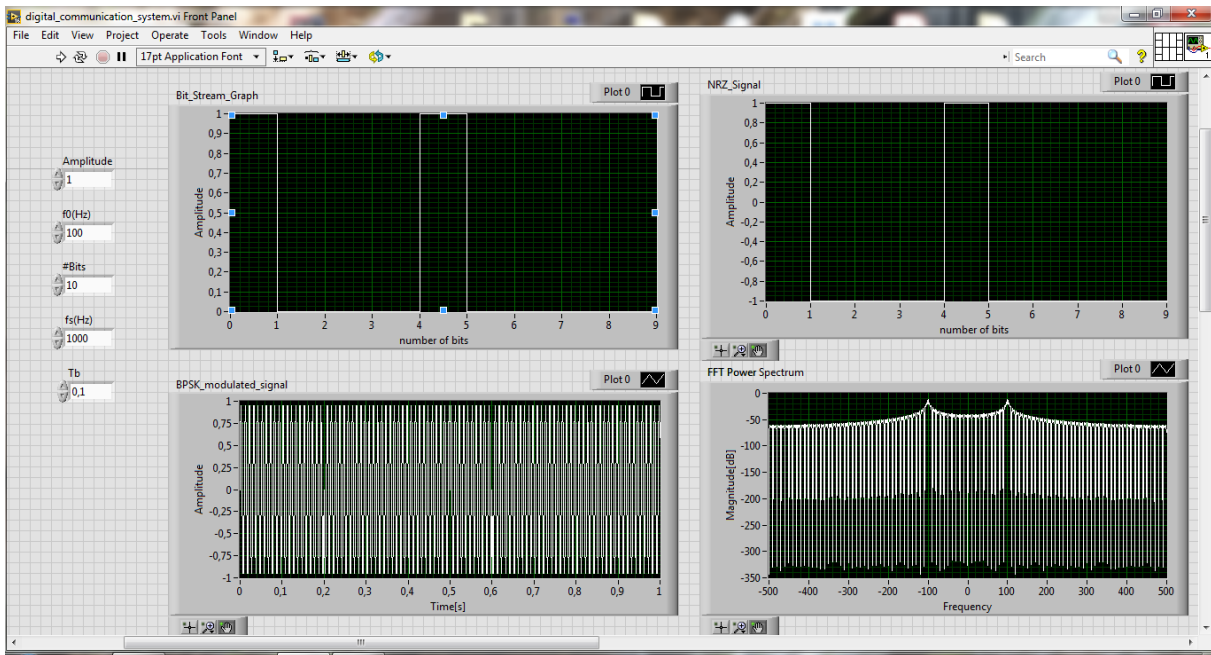 digital_communication_system.vi Front Panel
File Edit View Project Operate Tools Window Help
17pt Application Font
Search
?
1
Amplitude
1
f0(Hz)
100
#Bits
10
fs(Hz)
1000
Tb
0,1
Bit_Stream_Graph
Plot 0
Amplitude
1
0,9
0,8
0,7
0,6
0,5
0,4
0,3
0,2
0,1
0
0 1 2 3 4 5 6 7 8 9
number of bits
NRZ_Signal
Plot 0
Amplitude
1
0,8
0,6
0,4
0,2
0
-0,2
-0,4
-0,6
-0,8
-1
0 1 2 3 4 5 6 7 8 9
number of bits
BPSK_modulated_signal
Plot 0
Amplitude
1
0,75
0,5
0,25
0
-0,25
-0,5
-0,75
-1
0 0,1 0,2 0,3 0,4 0,5 0,6 0,7 0,8 0,9 1
Time[s]
FFT Power Spectrum
Plot 0
Magnitude[dB]
0
-50
-100
-150
-200
-250
-300
-350
-500 -400 -300 -200 -100 0 100 200 300 400 500
Frequency